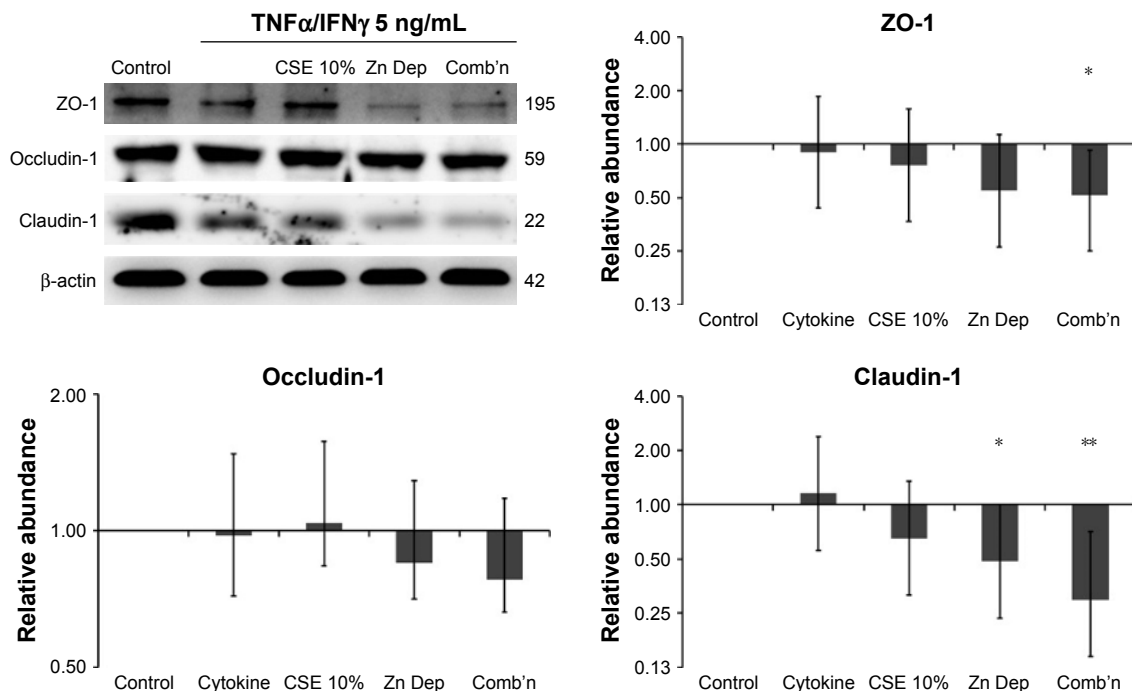 TNFα/IFNγ 5 ng/mL
Control CSE 10% Zn Dep Comb’n
ZO-1 195
Occludin-1 59
Claudin-1 22
β-actin 42
ZO-1
Relative abundance
4.00
2.00
1.00
0.50
0.25
0.13
*
Control Cytokine CSE 10% Zn Dep Comb’n
Occludin-1
Relative abundance
2.00
1.00
0.50
Control Cytokine CSE 10% Zn Dep Comb’n
Claudin-1
Relative abundance
4.00
2.00
1.00
0.50
0.25
0.13
* **
Control Cytokine CSE 10% Zn Dep Comb’n